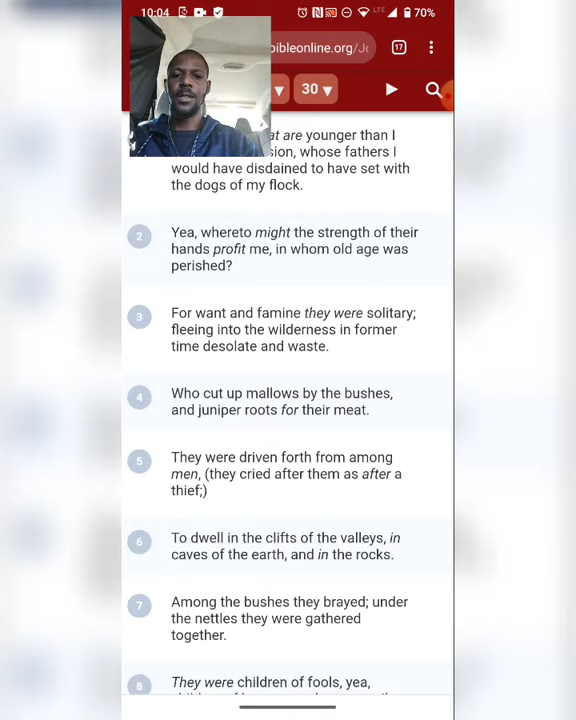 10:04 LTE 70%
bibleonline.org/J 17
30
at are younger than I
sion, whose fathers I
would have disdained to have set with
the dogs of my flock.
2 Yea, whereto might the strength of their
hands profit me, in whom old age was
perished?
3 For want and famine they were solitary;
fleeing into the wilderness in former
time desolate and waste.
4 Who cut up mallows by the bushes,
and juniper roots for their meat.
5 They were driven forth from among
men, (they cried after them as after a
thief;)
6 To dwell in the clifts of the valleys, in
caves of the earth, and in the rocks.
7 Among the bushes they brayed; under
the nettles they were gathered
together.
8 They were children of fools, yea,